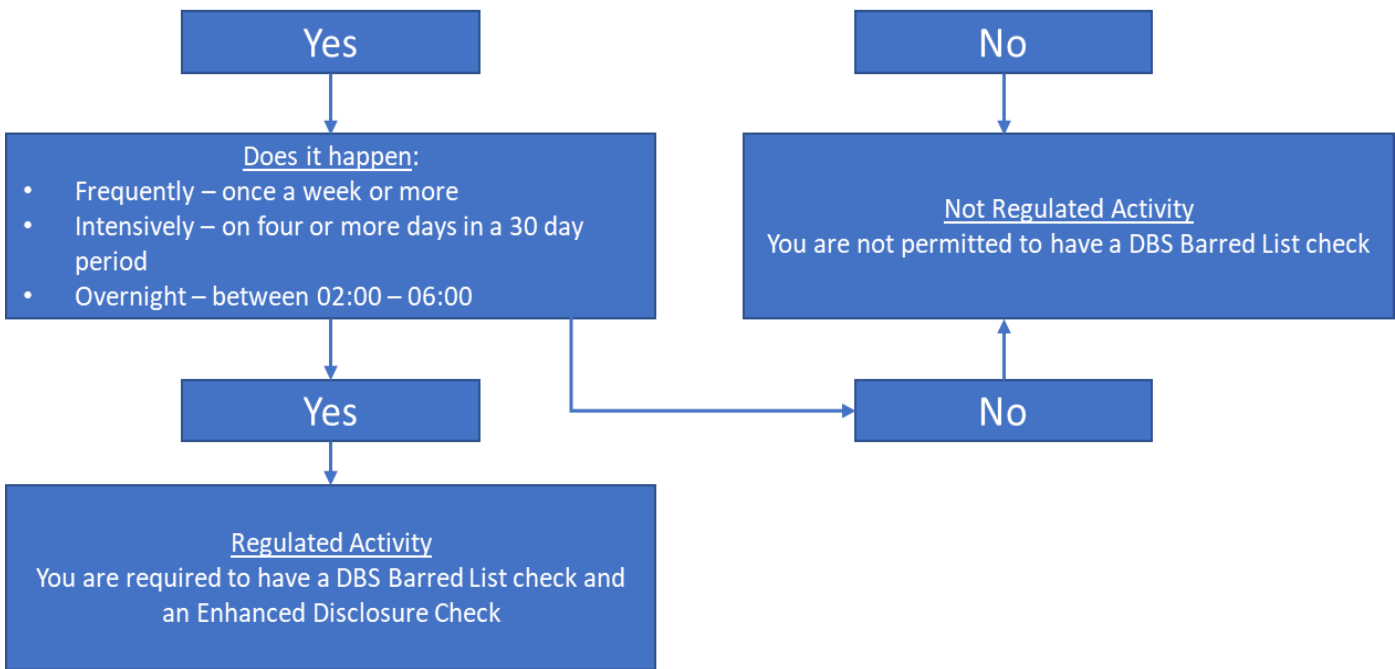 Yes
No
Does it happen:
• Frequently – once a week or more
• Intensively – on four or more days in a 30 day
period
• Overnight – between 02:00 – 06:00
Not Regulated Activity
You are not permitted to have a DBS Barred List check
Yes
No
Regulated Activity
You are required to have a DBS Barred List check and
an Enhanced Disclosure Check